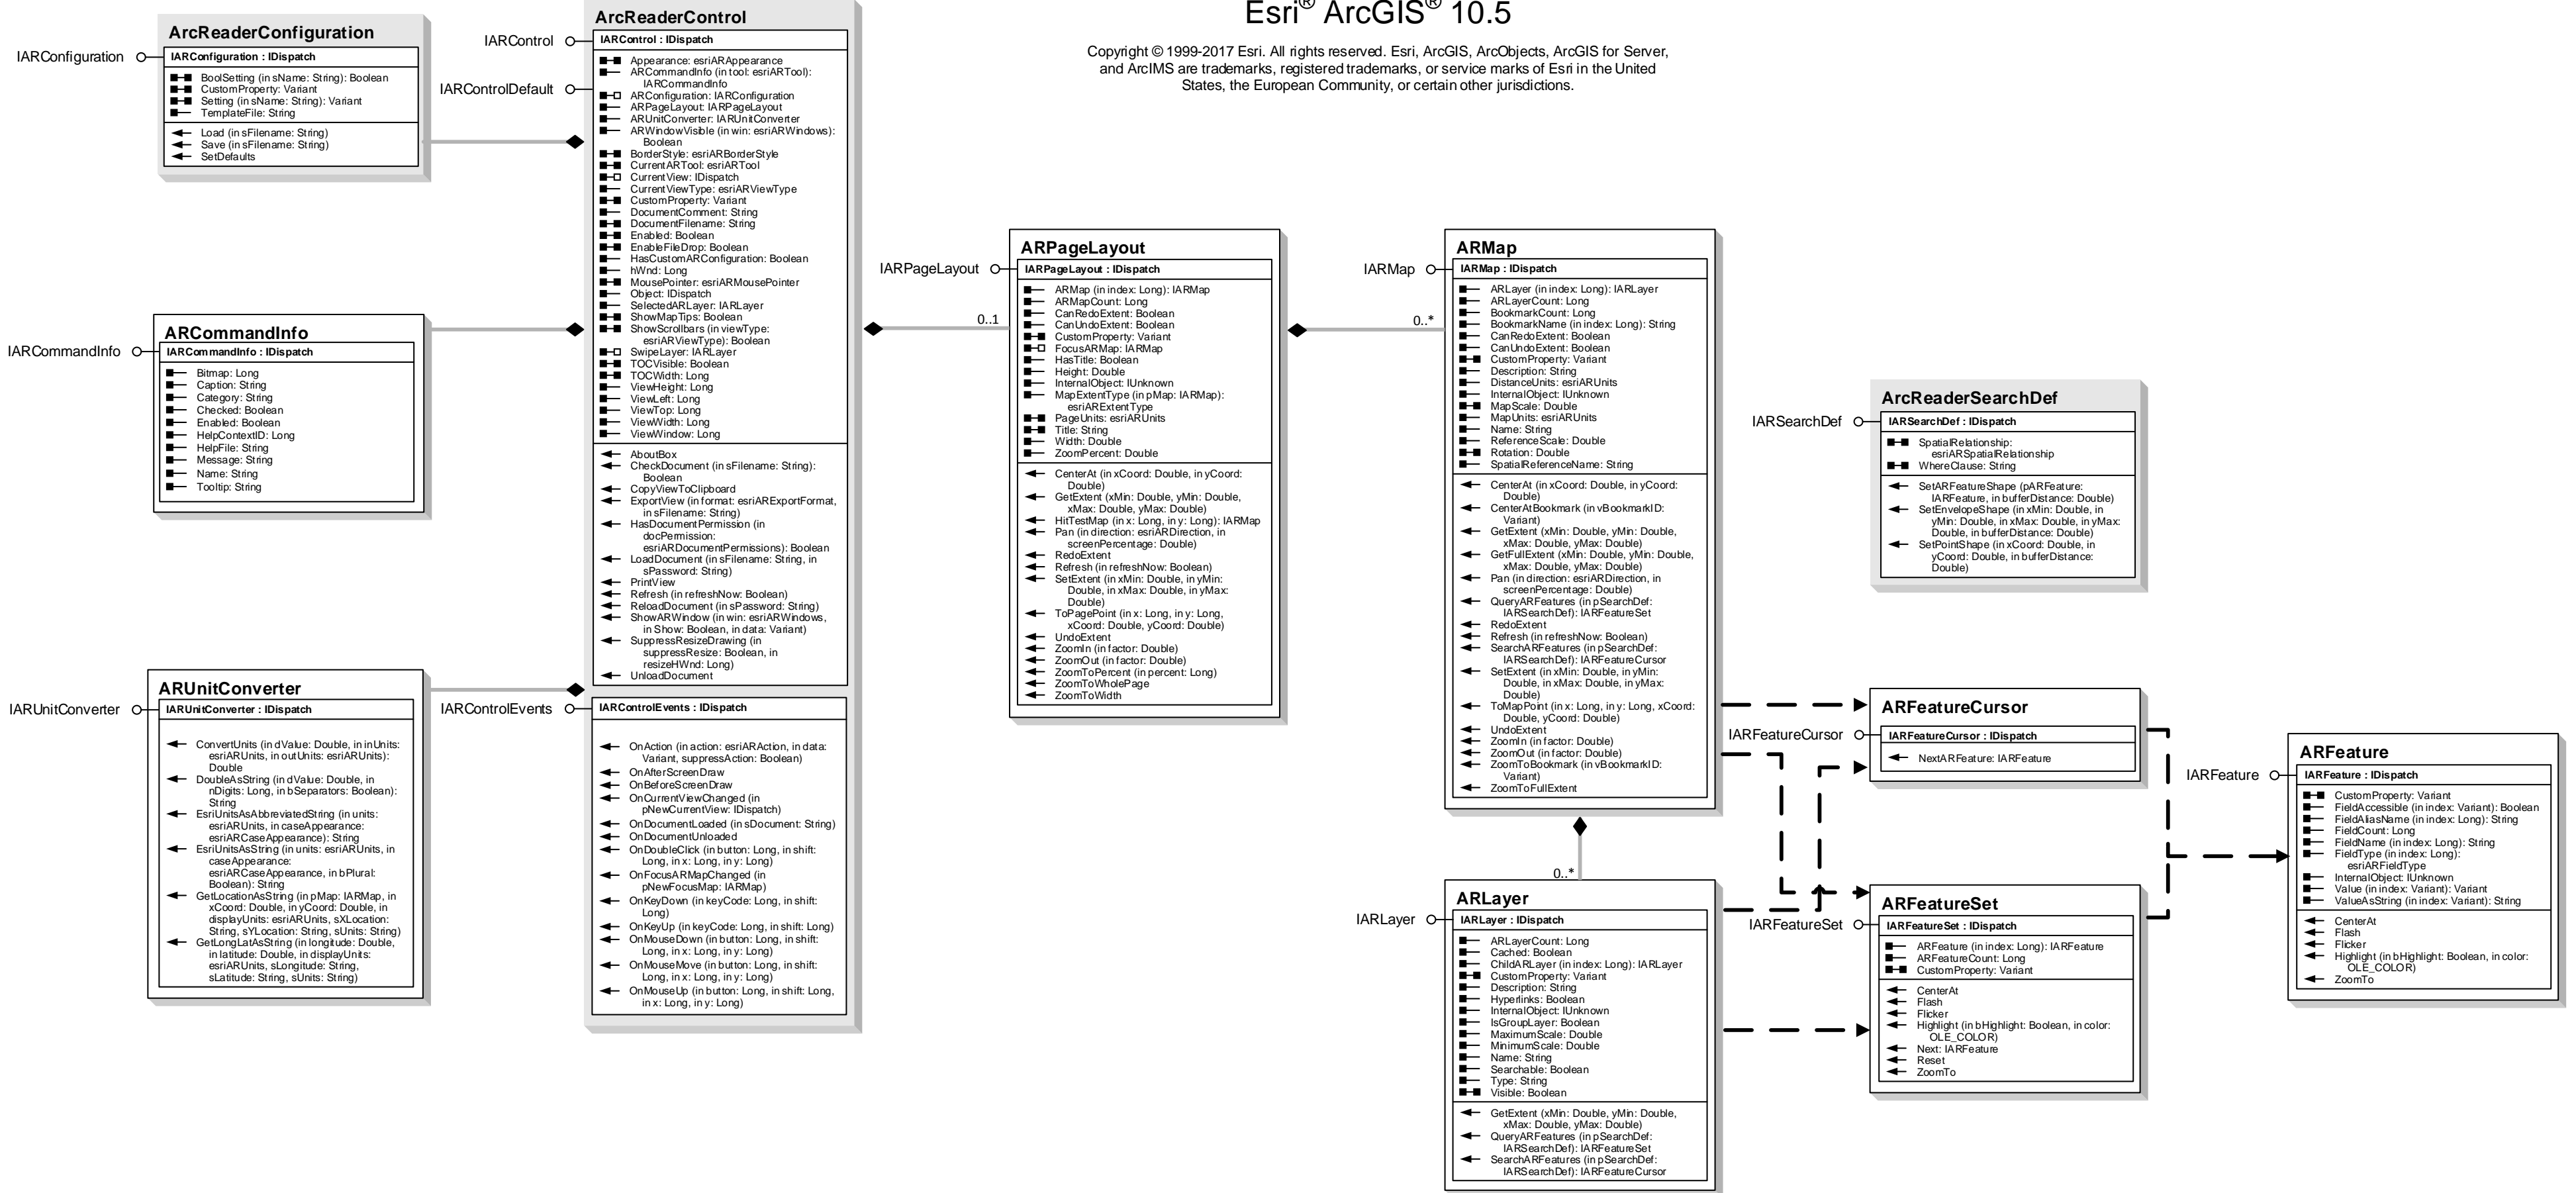 Esri® ArcGIS® 10.5
Copyright © 1999-2017 Esri. All rights reserved. Esri, ArcGIS, ArcObjects, ArcGIS for Server,
and ArcIMS are trademarks, registered trademarks, or service marks of Esri in the United
States, the European Community, or certain other jurisdictions.
ArcReaderConfiguration
IARConfiguration
IARConfiguration : IDispatch
BoolSetting (in sName: String): Boolean
CustomProperty: Variant
Setting (in sName: String): Variant
TemplateFile: String
Load (in sFilename: String)
Save (in sFilename: String)
SetDefaults
ARCommandInfo
IARCommandInfo
IARCommandInfo : IDispatch
Bitmap: Long
Caption: String
Category: String
Checked: Boolean
Enabled: Boolean
HelpContextID: Long
HelpFile: String
Message: String
Name: String
Tooltip: String
ARUnitConverter
IARUnitConverter
IARUnitConverter : IDispatch
ConvertUnits (in dValue: Double, in inUnits:
esriARUnits, in outUnits: esriARUnits):
Double
DoubleAsString (in dValue: Double, in
nDigits: Long, in bSeparators: Boolean):
String
EsriUnitsAsAbbreviatedString (in units:
esriARUnits, in caseAppearance:
esriARCaseAppearance): String
EsriUnitsAsString (in units: esriARUnits, in
caseAppearance:
esriARCaseAppearance, in bPlural:
Boolean): String
GetLocationAsString (in pMap: IARMap, in
xCoord: Double, in yCoord: Double, in
displayUnits: esriARUnits, sXLocation:
String, sYLocation: String, sUnits: String)
GetLongLatAsString (in longitude: Double,
in latitude: Double, in displayUnits:
esriARUnits, sLongitude: String,
sLatitude: String, sUnits: String)
ArcReaderControl
IARControl
IARControlDefault
IARControl : IDispatch
Appearance: esriARAppearance
ARCommandInfo (in tool: esriARTool):
IARCommandInfo
ARConfiguration: IARConfiguration
ARPageLayout: IARPageLayout
ARUnitConverter: IARUnitConverter
ARWindowVisible (in win: esriARWindows):
Boolean
BorderStyle: esriARBorderStyle
CurrentARTool: esriARTool
CurrentView: IDispatch
CurrentViewType: esriARViewType
CustomProperty: Variant
DocumentComment: String
DocumentFilename: String
Enabled: Boolean
EnableFileDrop: Boolean
HasCustomARConfiguration: Boolean
hWnd: Long
MousePointer: esriARMousePointer
Object: IDispatch
SelectedARLayer: IARLayer
ShowMapTips: Boolean
ShowScrollbars (in viewType:
esriARViewType): Boolean
SwipeLayer: IARLayer
TOCVisible: Boolean
TOCWidth: Long
ViewHeight: Long
ViewLeft: Long
ViewTop: Long
ViewWidth: Long
ViewWindow: Long
AboutBox
CheckDocument (in sFilename: String):
Boolean
CopyViewToClipboard
ExportView (in format: esriARExportFormat,
in sFilename: String)
HasDocumentPermission (in
docPermission:
esriARDocumentPermissions): Boolean
LoadDocument (in sFilename: String, in
sPassword: String)
PrintView
Refresh (in refreshNow: Boolean)
ReloadDocument (in sPassword: String)
ShowARWindow (in win: esriARWindows,
in Show: Boolean, in data: Variant)
SuppressResizeDrawing (in
suppressResize: Boolean, in
resizeHWnd: Long)
UnloadDocument
IARControlEvents
IARControlEvents : IDispatch
OnAction (in action: esriARAction, in data:
Variant, suppressAction: Boolean)
OnAfterScreenDraw
OnBeforeScreenDraw
OnCurrentViewChanged (in
pNewCurrentView: IDispatch)
OnDocumentLoaded (in sDocument: String)
OnDocumentUnloaded
OnDoubleClick (in button: Long, in shift:
Long, in x: Long, in y: Long)
OnFocusARMapChanged (in
pNewFocusMap: IARMap)
OnKeyDown (in keyCode: Long, in shift:
Long)
OnKeyUp (in keyCode: Long, in shift: Long)
OnMouseDown (in button: Long, in shift:
Long, in x: Long, in y: Long)
OnMouseMove (in button: Long, in shift:
Long, in x: Long, in y: Long)
OnMouseUp (in button: Long, in shift: Long,
in x: Long, in y: Long)
0..1
ARPageLayout
IARPageLayout
IARPageLayout : IDispatch
ARMap (in index: Long): IARMap
ARMapCount: Long
CanRedoExtent: Boolean
CanUndoExtent: Boolean
CustomProperty: Variant
FocusARMap: IARMap
HasTitle: Boolean
Height: Double
InternalObject: IUnknown
MapExtentType (in pMap: IARMap):
esriARExtentType
PageUnits: esriARUnits
Title: String
Width: Double
ZoomPercent: Double
CenterAt (in xCoord: Double, in yCoord:
Double)
GetExtent (xMin: Double, yMin: Double,
xMax: Double, yMax: Double)
HitTestMap (in x: Long, in y: Long): IARMap
Pan (in direction: esriARDirection, in
screenPercentage: Double)
RedoExtent
Refresh (in refreshNow: Boolean)
SetExtent (in xMin: Double, in yMin:
Double, in xMax: Double, in yMax:
Double)
ToPagePoint (in x: Long, in y: Long,
xCoord: Double, yCoord: Double)
UndoExtent
ZoomIn (in factor: Double)
ZoomOut (in factor: Double)
ZoomToPercent (in percent: Long)
ZoomToWholePage
ZoomToWidth
0..*
ARMap
IARMap
IARMap : IDispatch
ARLayer (in index: Long): IARLayer
ARLayerCount: Long
BookmarkCount: Long
BookmarkName (in index: Long): String
CanRedoExtent: Boolean
CanUndoExtent: Boolean
CustomProperty: Variant
Description: String
DistanceUnits: esriARUnits
InternalObject: IUnknown
MapScale: Double
MapUnits: esriARUnits
Name: String
ReferenceScale: Double
Rotation: Double
SpatialReferenceName: String
CenterAt (in xCoord: Double, in yCoord:
Double)
CenterAtBookmark (in vBookmarkID:
Variant)
GetExtent (xMin: Double, yMin: Double,
xMax: Double, yMax: Double)
GetFullExtent (xMin: Double, yMin: Double,
xMax: Double, yMax: Double)
Pan (in direction: esriARDirection, in
screenPercentage: Double)
QueryARFeatures (in pSearchDef:
IARSearchDef): IARFeatureSet
RedoExtent
Refresh (in refreshNow: Boolean)
SearchARFeatures (in pSearchDef:
IARSearchDef): IARFeatureCursor
SetExtent (in xMin: Double, in yMin:
Double, in xMax: Double, in yMax:
Double)
ToMapPoint (in x: Long, in y: Long, xCoord:
Double, yCoord: Double)
UndoExtent
ZoomIn (in factor: Double)
ZoomOut (in factor: Double)
ZoomToBookmark (in vBookmarkID:
Variant)
ZoomToFullExtent
0..*
ARLayer
IARLayer
IARLayer : IDispatch
ARLayerCount: Long
Cached: Boolean
ChildARLayer (in index: Long): IARLayer
CustomProperty: Variant
Description: String
Hyperlinks: Boolean
InternalObject: IUnknown
IsGroupLayer: Boolean
MaximumScale: Double
MinimumScale: Double
Name: String
Searchable: Boolean
Type: String
Visible: Boolean
GetExtent (xMin: Double, yMin: Double,
xMax: Double, yMax: Double)
QueryARFeatures (in pSearchDef:
IARSearchDef): IARFeatureSet
SearchARFeatures (in pSearchDef:
IARSearchDef): IARFeatureCursor
ArcReaderSearchDef
IARSearchDef
IARSearchDef : IDispatch
SpatialRelationship:
esriARSpatialRelationship
WhereClause: String
SetARFeatureShape (pARFeature:
IARFeature, in bufferDistance: Double)
SetEnvelopeShape (in xMin: Double, in
yMin: Double, in xMax: Double, in yMax:
Double, in bufferDistance: Double)
SetPointShape (in xCoord: Double, in
yCoord: Double, in bufferDistance:
Double)
ARFeatureCursor
IARFeatureCursor
IARFeatureCursor : IDispatch
NextARFeature: IARFeature
ARFeatureSet
IARFeatureSet
IARFeatureSet : IDispatch
ARFeature (in index: Long): IARFeature
ARFeatureCount: Long
CustomProperty: Variant
CenterAt
Flash
Flicker
Highlight (in bHighlight: Boolean, in color:
OLE_COLOR)
Next: IARFeature
Reset
ZoomTo
ARFeature
IARFeature
IARFeature : IDispatch
CustomProperty: Variant
FieldAccessible (in index: Variant): Boolean
FieldAliasName (in index: Long): String
FieldCount: Long
FieldName (in index: Long): String
FieldType (in index: Long):
esriARFieldType
InternalObject: IUnknown
Value (in index: Variant): Variant
ValueAsString (in index: Variant): String
CenterAt
Flash
Flicker
Highlight (in bHighlight: Boolean, in color:
OLE_COLOR)
ZoomTo